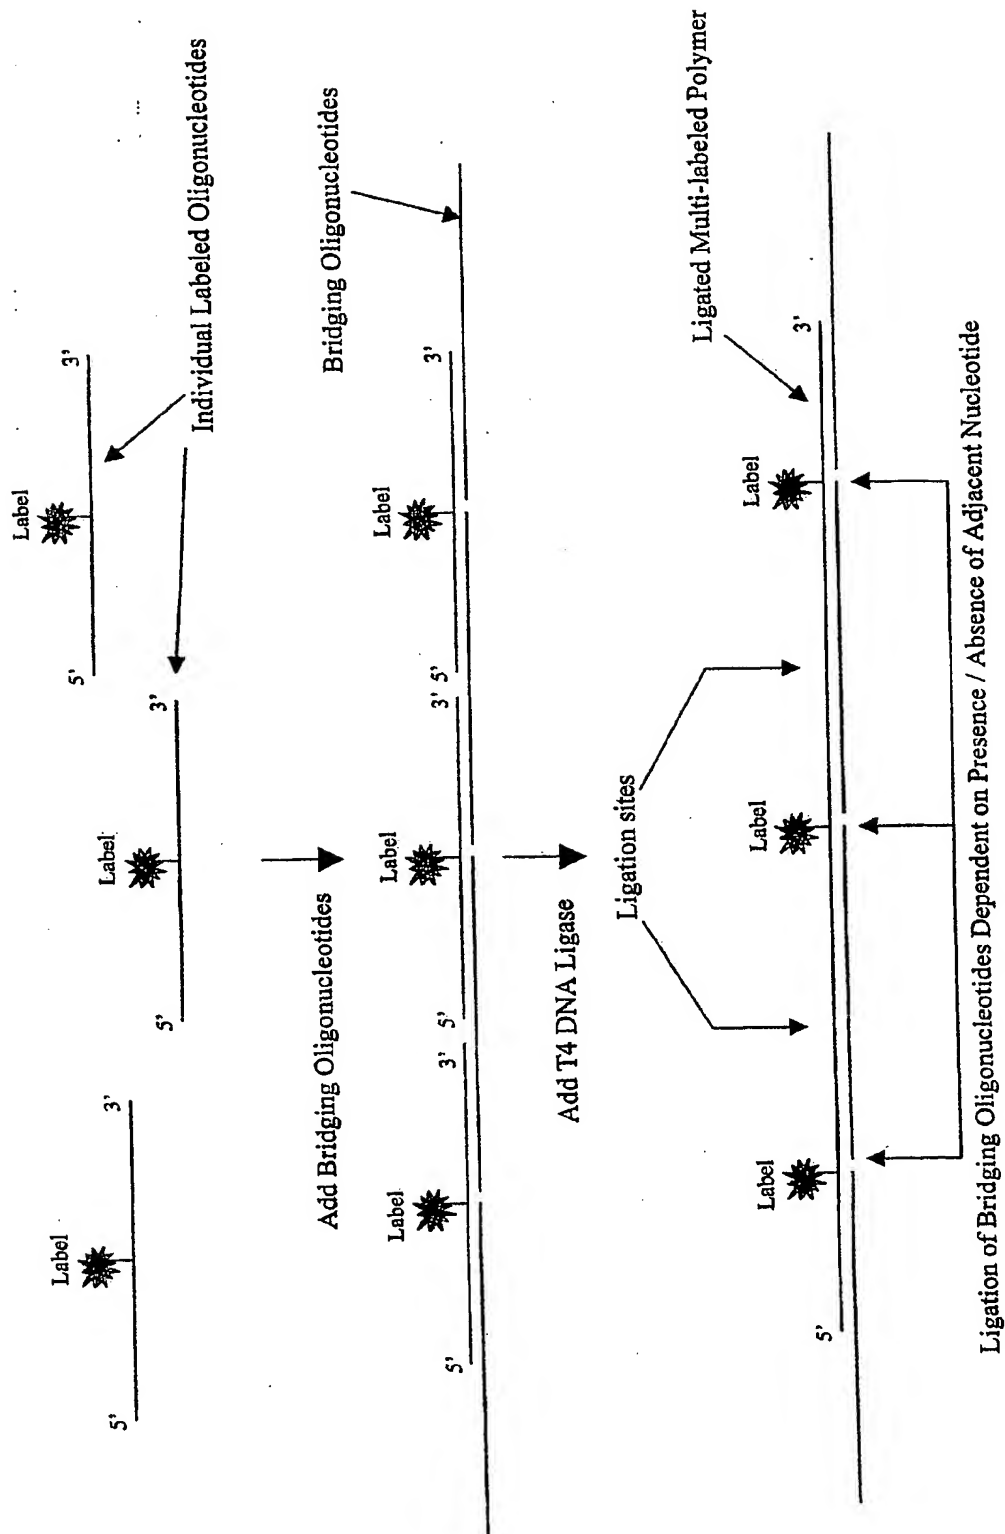 Label
5'
3'
Label
5'
3'
Label
5'
3'
Individual Labeled Oligonucleotides
Add Bridging Oligonucleotides
Label
5'
3'
Label
5'
3'
Label
5'
3'
Bridging Oligonucleotides
Add T4 DNA Ligase
Ligation sites
Label
Label
Label
5'
3'
Ligated Multi-labeled Polymer
Ligation of Bridging Oligonucleotides Dependent on Presence / Absence of Adjacent Nucleotide